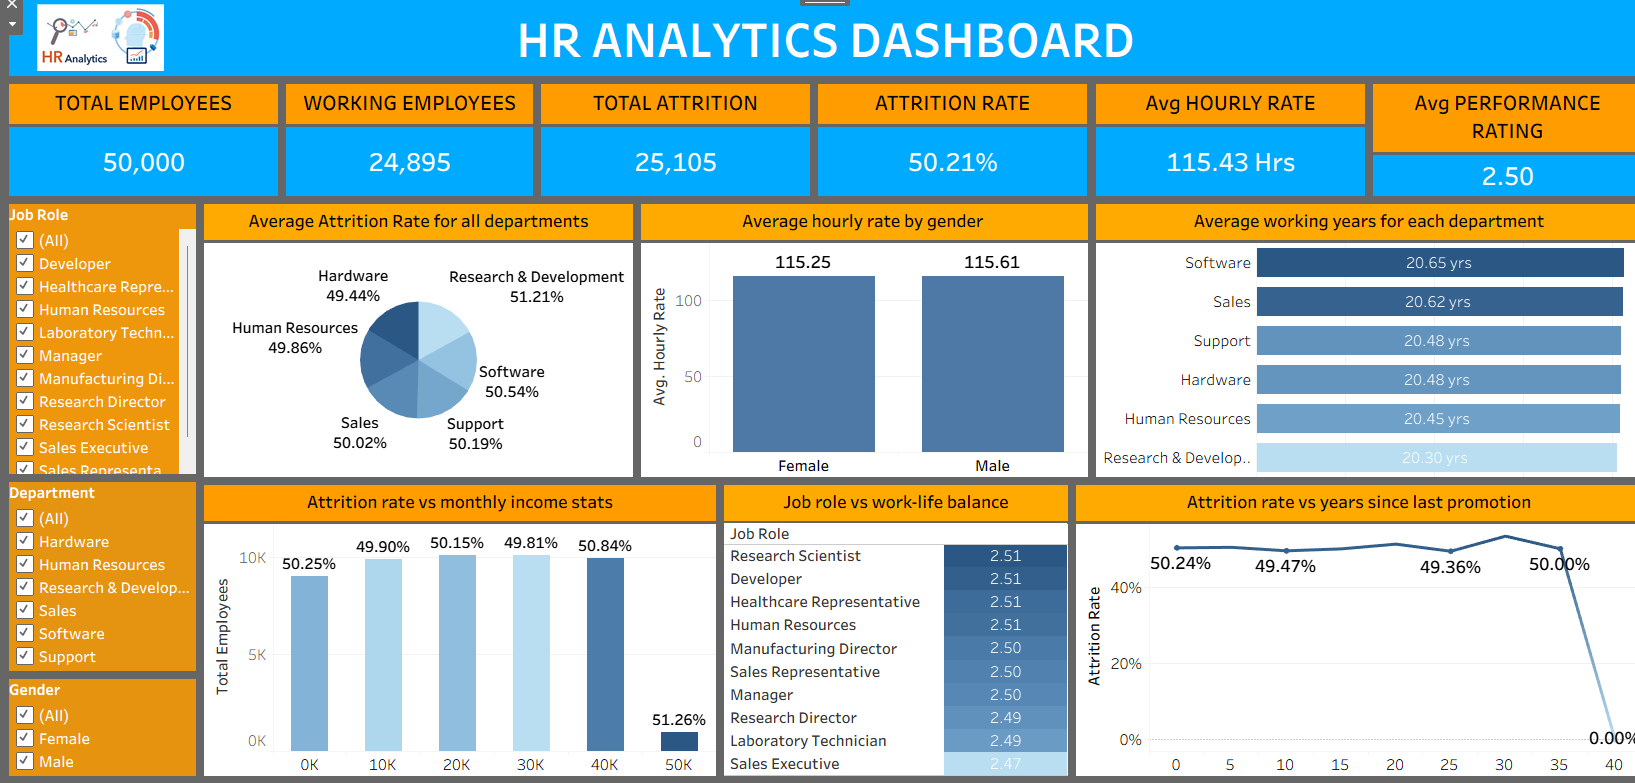 HR Analytics
HR ANALYTICS DASHBOARD
TOTAL EMPLOYEES
50,000
WORKING EMPLOYEES
24,895
TOTAL ATTRITION
25,105
ATTRITION RATE
50.21%
Avg HOURLY RATE
115.43 Hrs
Avg PERFORMANCE
RATING
2.50
Job Role
(All)
Developer
Healthcare Repre...
Human Resources
Laboratory Techn...
Manager
Manufacturing Di...
Research Director
Research Scientist
Sales Executive
Sales Representa
Department
(All)
Hardware
Human Resources
Research & Develop...
Sales
Software
Support
Gender
(All)
Female
Male
Average Attrition Rate for all departments
Hardware
49.44%
Research & Development
51.21%
Human Resources
49.86%
Software
50.54%
Sales
50.02%
Support
50.19%
Average hourly rate by gender
Avg. Hourly Rate
100
50
0
115.25
115.61
Female
Male
Average working years for each department
Software 20.65 yrs
Sales 20.62 yrs
Support 20.48 yrs
Hardware 20.48 yrs
Human Resources 20.45 yrs
Research & Develop.. 20.30 yrs
Attrition rate vs monthly income stats
Total Employees
10K
5K
0K
50.25%
49.90%
50.15%
49.81%
50.84%
51.26%
0K 10K 20K 30K 40K 50K
Job role vs work-life balance
Job Role
Research Scientist 2.51
Developer 2.51
Healthcare Representative 2.51
Human Resources 2.51
Manufacturing Director 2.50
Sales Representative 2.50
Manager 2.50
Research Director 2.49
Laboratory Technician 2.49
Sales Executive 2.47
Attrition rate vs years since last promotion
Attrition Rate
40%
20%
0%
50.24%
49.47%
49.36%
50.00%
0.00%
0 5 10 15 20 25 30 35 40